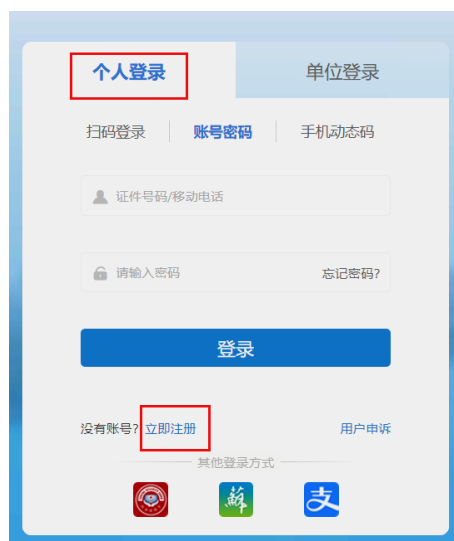 个人登录 单位登录
扫码登录 账号密码 手机动态码
证件号码/移动电话
请输入密码 忘记密码?
登录
没有账号? 立即注册 用户申诉
其他登录方式
蘇 支